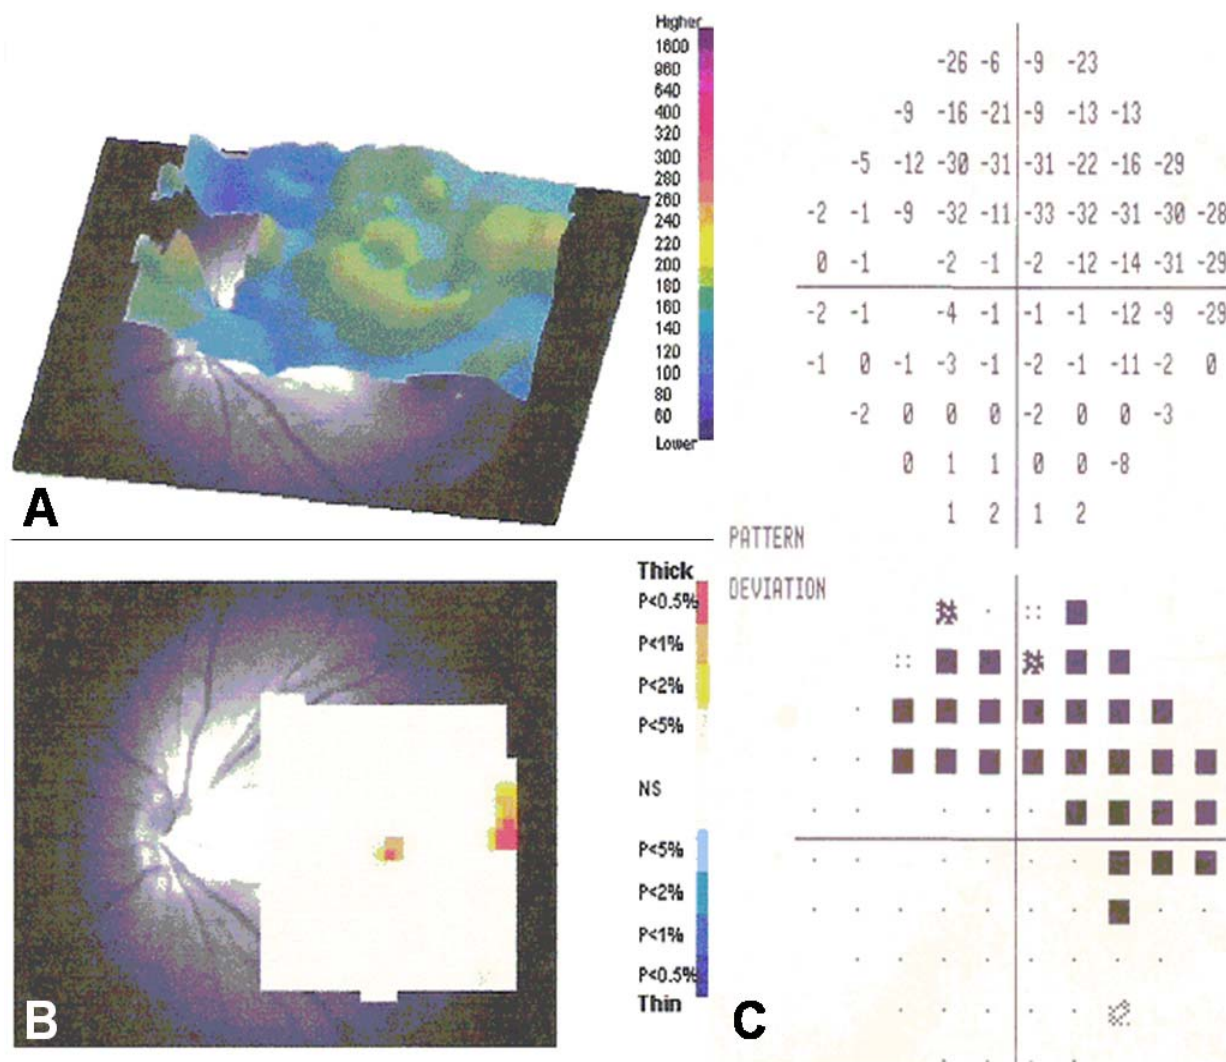 Higher
1600
960
640
400
320
300
280
260
240
220
200
180
160
140
120
100
80
60
Lower
A
Thick
P<0.5%
P<1%
P<2%
P<5%
NS
P<5%
P<2%
P<1%
P<0.5%
Thin
B
-26 -6 -9 -23
-9 -16 -21 -9 -13 -13
-5 -12 -30 -31 -31 -22 -16 -29
-2 -1 -9 -32 -11 -33 -32 -31 -30 -28
0 -1 -2 -1 -2 -12 -14 -31 -29
-2 -1 -4 -1 -1 -1 -12 -9 -29
-1 0 -1 -3 -1 -2 -1 -11 -2 0
-2 0 0 0 0 -2 0 0 -3
0 1 1 0 0 -8
1 2 1 2
PATTERN
DEVIATION
C